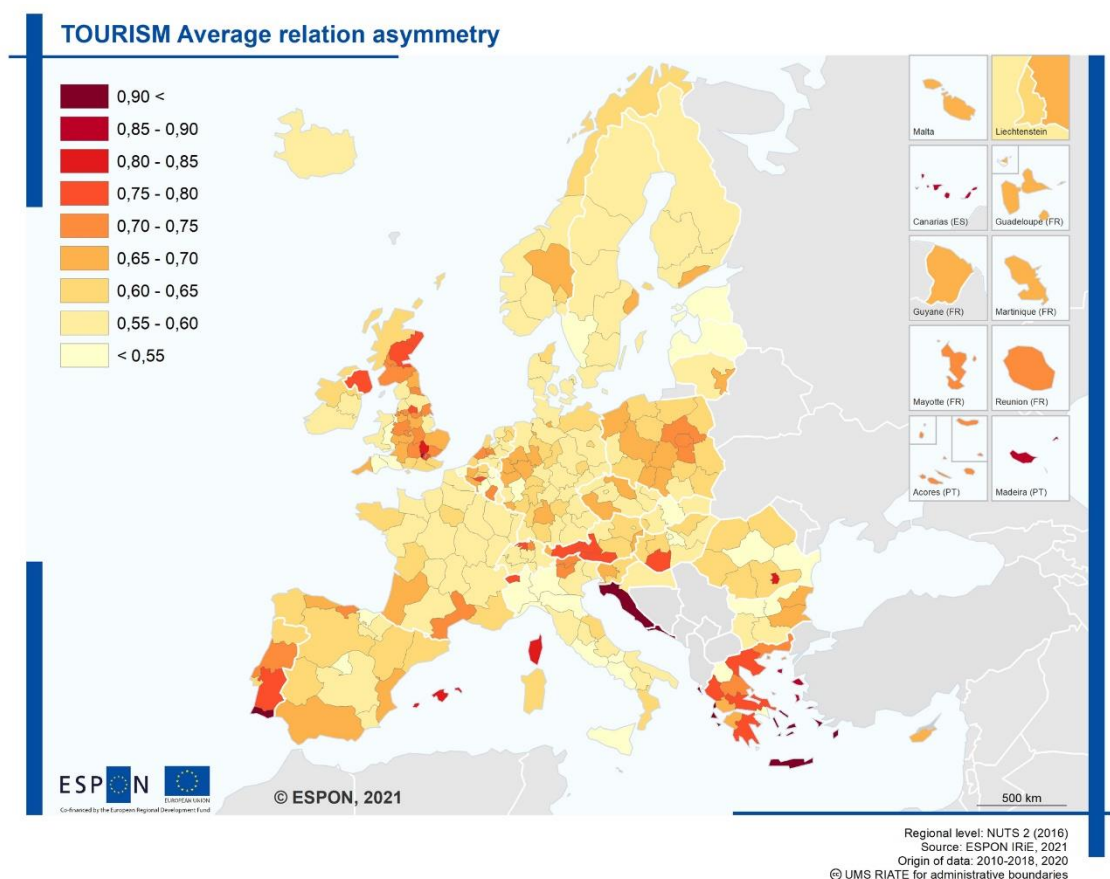 TOURISM Average relation asymmetry
0,90 <
0,85 - 0,90
0,80 - 0,85
0,75 - 0,80
0,70 - 0,75
0,65 - 0,70
0,60 - 0,65
0,55 - 0,60
< 0,55
Malta
Liechtenstein
Canarias (ES)
Guadeloupe (FR)
Guyane (FR)
Martinique (FR)
Mayotte (FR)
Reunion (FR)
Acores (PT)
Madeira (PT)
ESPON
EUROPEAN UNION
Co-financed by the European Regional Development Fund
© ESPON, 2021
500 km
Regional level: NUTS 2 (2016)
Source: ESPON IRiE, 2021
Origin of data: 2010-2018, 2020
© UMS RIATE for administrative boundaries